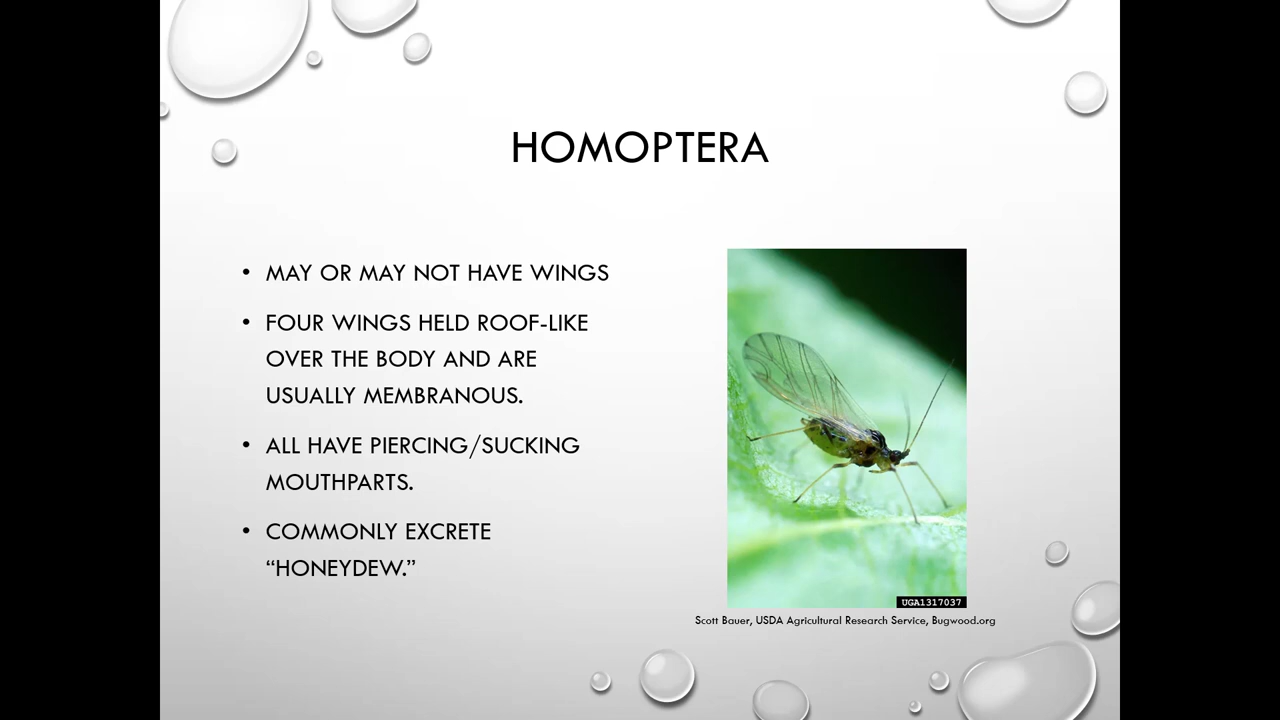 HOMOPTERA
• MAY OR MAY NOT HAVE WINGS
• FOUR WINGS HELD ROOF-LIKE
OVER THE BODY AND ARE
USUALLY MEMBRANOUS.
• ALL HAVE PIERCING/SUCKING
MOUTHPARTS.
• COMMONLY EXCRETE
“HONEYDEW.”
UGA1317037
Scott Bauer, USDA Agricultural Research Service, Bugwood.org